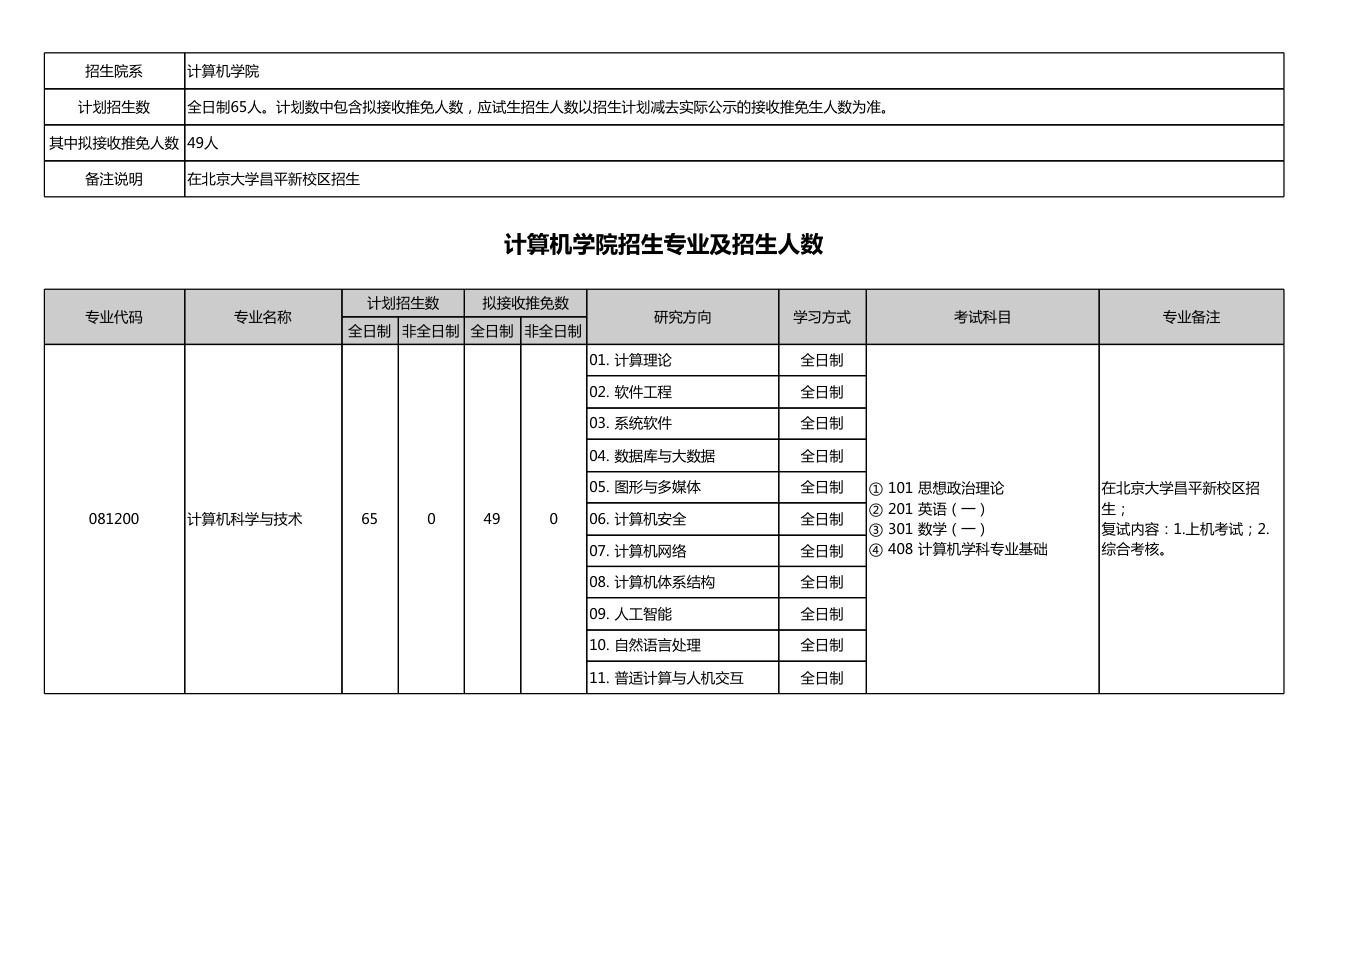 招生院系 计算机学院
计划招生数 全日制65人。计划数中包含拟接收推免人数，应试生招生人数以招生计划减去实际公示的接收推免生人数为准。
其中拟接收推免人数 49人
备注说明 在北京大学昌平新校区招生
计算机学院招生专业及招生人数
专业代码 专业名称 计划招生数 拟接收推免数 研究方向 学习方式 考试科目 专业备注
全日制 非全日制 全日制 非全日制
081200 计算机科学与技术 65 0 49 0
01. 计算理论 全日制
02. 软件工程 全日制
03. 系统软件 全日制
04. 数据库与大数据 全日制
05. 图形与多媒体 全日制
06. 计算机安全 全日制
07. 计算机网络 全日制
08. 计算机体系结构 全日制
09. 人工智能 全日制
10. 自然语言处理 全日制
11. 普适计算与人机交互 全日制
① 101 思想政治理论
② 201 英语（一）
③ 301 数学（一）
④ 408 计算机学科专业基础
在北京大学昌平新校区招
生；
复试内容：1.上机考试；2.
综合考核。